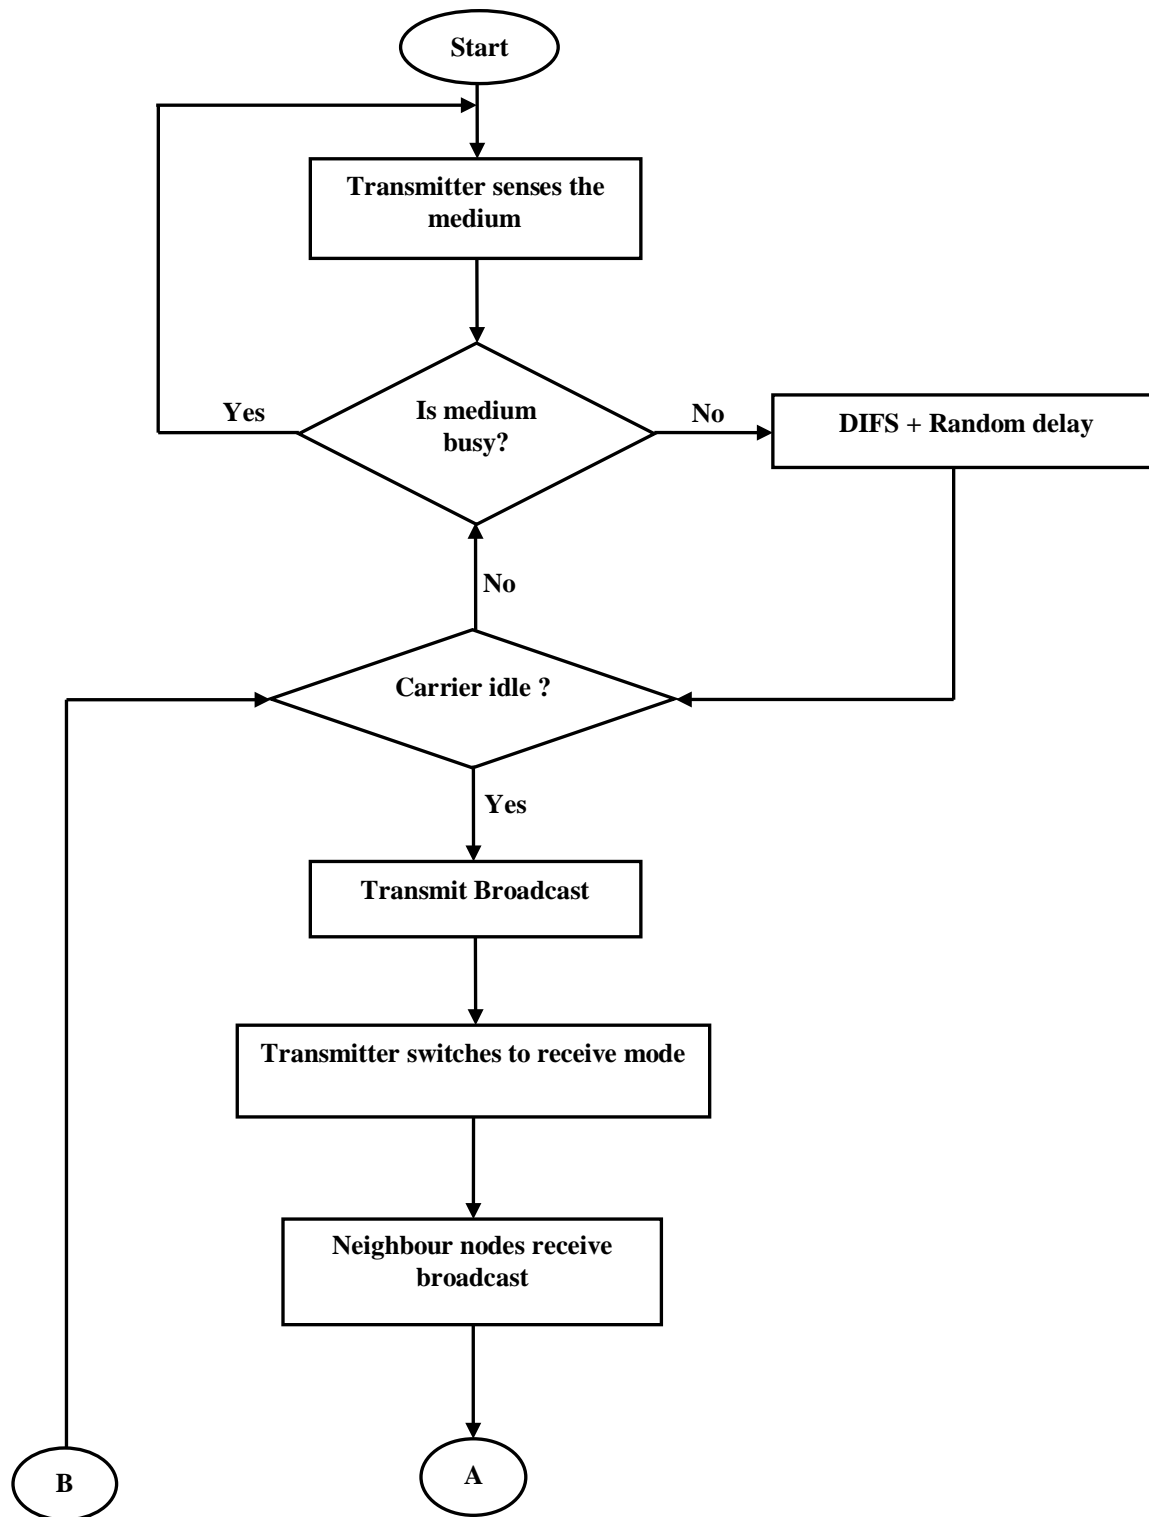 Start
Transmitter senses the
medium
Yes
Is medium
busy?
No
DIFS + Random delay
No
Carrier idle ?
Yes
Transmit Broadcast
Transmitter switches to receive mode
Neighbour nodes receive
broadcast
B
A